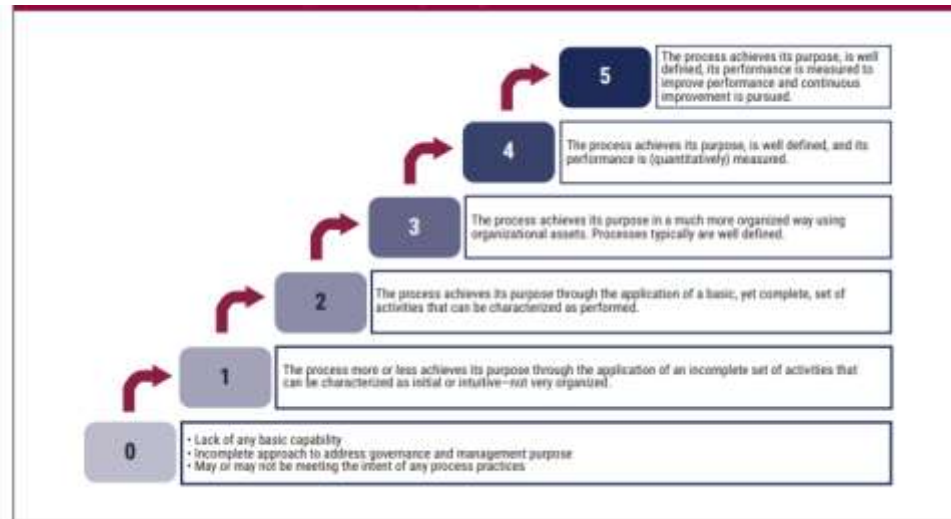 5
The process achieves its purpose, is well
defined, its performance is measured to
improve performance and continuous
improvement is pursued.
4
The process achieves its purpose, is well defined, and its
performance is (quantitatively) measured.
3
The process achieves its purpose in a much more organized way using
organizational assets. Processes typically are well defined.
2
The process achieves its purpose through the application of a basic, yet complete, set of
activities that can be characterized as performed.
1
The process more or less achieves its purpose through the application of an incomplete set of activities that
can be characterized as initial or intuitive—not very organized.
0
• Lack of any basic capability
• Incomplete approach to address governance and management purpose
• May or may not be meeting the intent of any process practices